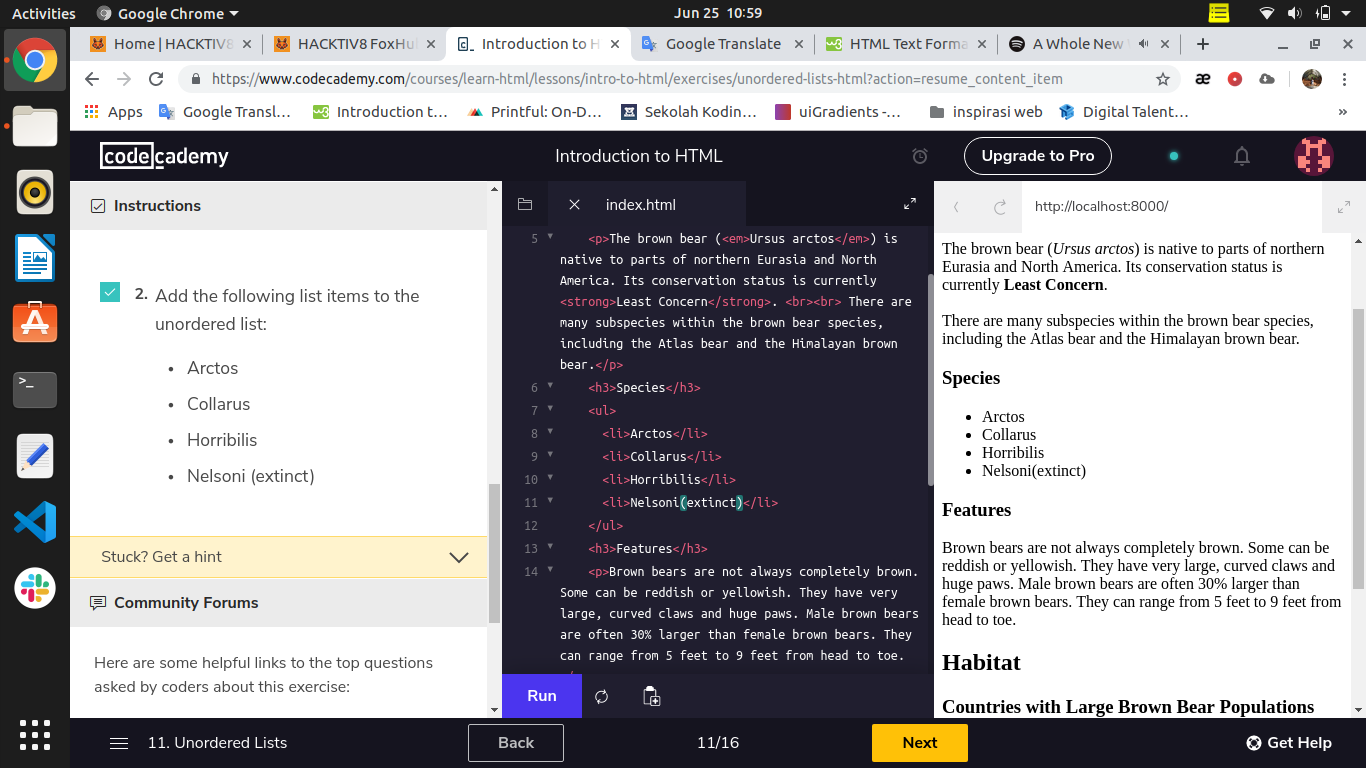 Activities
Google Chrome
Jun 25 10:59
Home | HACKTIV8
HACKTIV8 FoxHu
Introduction to H
Google Translate
HTML Text Forma
A Whole New
https://www.codecademy.com/courses/learn-html/lessons/intro-to-html/exercises/unordered-lists-html?action=resume_content_item
Apps
Google Transl…
Introduction t…
Printful: On-D…
Sekolah Kodin…
uiGradients -…
inspirasi web
Digital Talent…
»
codecademy
Introduction to HTML
Upgrade to Pro
Instructions
2. Add the following list items to the
unordered list:
• Arctos
• Collarus
• Horribilis
• Nelsoni (extinct)
Stuck? Get a hint
Community Forums
Here are some helpful links to the top questions
asked by coders about this exercise:
index.html
5 <p>The brown bear (<em>Ursus arctos</em>) is
native to parts of northern Eurasia and North
America. Its conservation status is currently
<strong>Least Concern</strong>. <br><br> There are
many subspecies within the brown bear species,
including the Atlas bear and the Himalayan brown
bear.</p>
6 <h3>Species</h3>
7 <ul>
8 <li>Arctos</li>
9 <li>Collarus</li>
10 <li>Horribilis</li>
11 <li>Nelsoni(extinct)</li>
12 </ul>
13 <h3>Features</h3>
14 <p>Brown bears are not always completely brown.
Some can be reddish or yellowish. They have very
large, curved claws and huge paws. Male brown bears
are often 30% larger than female brown bears. They
can range from 5 feet to 9 feet from head to toe.
Run
http://localhost:8000/
The brown bear (Ursus arctos) is native to parts of northern
Eurasia and North America. Its conservation status is
currently Least Concern.
There are many subspecies within the brown bear species,
including the Atlas bear and the Himalayan brown bear.
Species
• Arctos
• Collarus
• Horribilis
• Nelsoni(extinct)
Features
Brown bears are not always completely brown. Some can be
reddish or yellowish. They have very large, curved claws and
huge paws. Male brown bears are often 30% larger than
female brown bears. They can range from 5 feet to 9 feet from
head to toe.
Habitat
Countries with Large Brown Bear Populations
11. Unordered Lists
Back
11/16
Next
Get Help